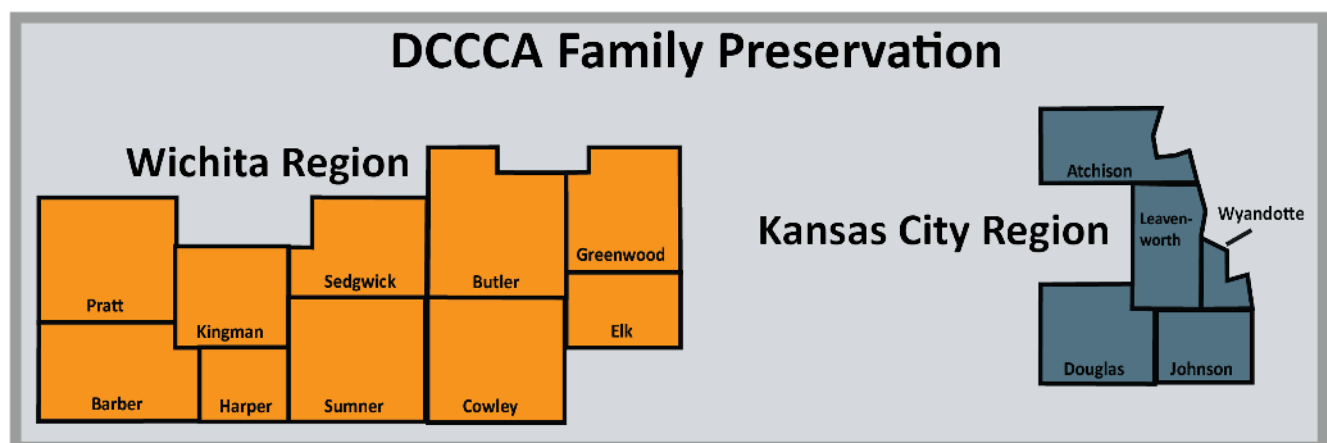 DCCCA Family Preservation
Wichita Region
Pratt
Kingman
Sedgwick
Butler
Greenwood
Elk
Barber
Harper
Sumner
Cowley
Kansas City Region
Atchison
Leaven-
worth
Wyandotte
Douglas
Johnson